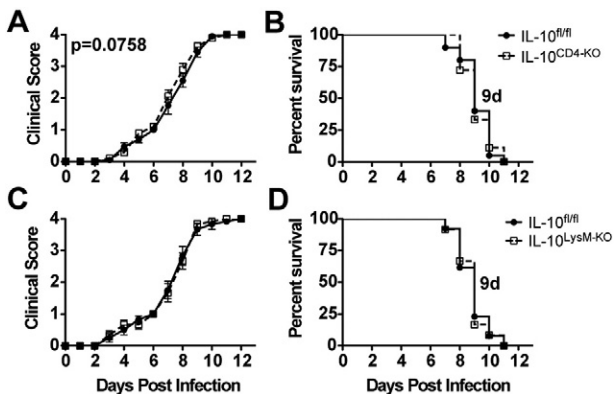 A
p=0.0758
Clinical Score
4
3
2
1
0
0 2 4 6 8 10 12
B
Percent survival
100
75
50
25
0
0 2 4 6 8 10 12
9d
IL-10fl/fl
IL-10CD4-KO
C
Clinical Score
4
3
2
1
0
0 2 4 6 8 10 12
Days Post Infection
D
Percent survival
100
75
50
25
0
0 2 4 6 8 10 12
9d
Days Post Infection
IL-10fl/fl
IL-10LysM-KO